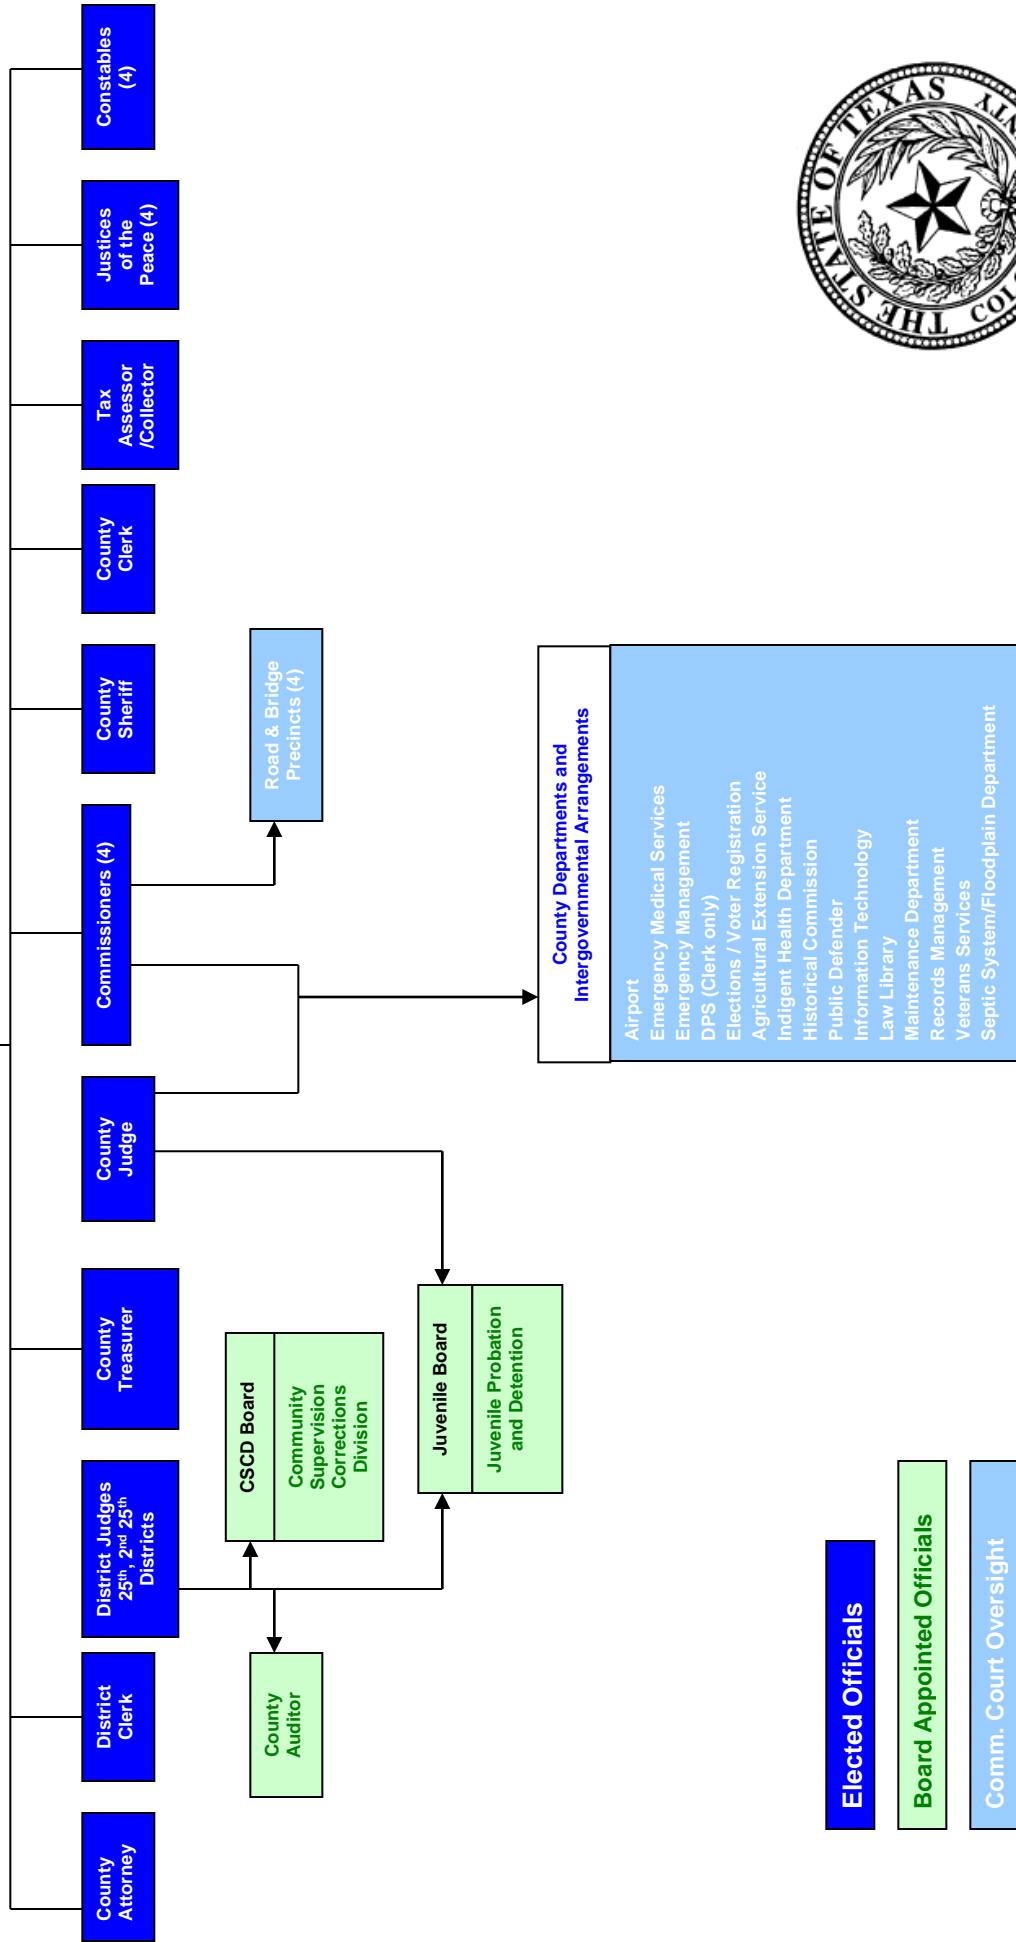 County
Attorney
District
Clerk
District Judges
25th, 2nd 25th
Districts
County
Treasurer
County
Judge
Commissioners (4)
County
Sheriff
County
Clerk
Tax
Assessor
/Collector
Justices
of the
Peace (4)
Constables
(4)
County
Auditor
CSCD Board
Community
Supervision
Corrections
Division
Road & Bridge
Precincts (4)
Juvenile Board
Juvenile Probation
and Detention
County Departments and
Intergovernmental Arrangements
Airport
Emergency Medical Services
Emergency Management
DPS (Clerk only)
Elections / Voter Registration
Agricultural Extension Service
Indigent Health Department
Historical Commission
Public Defender
Information Technology
Law Library
Maintenance Department
Records Management
Veterans Services
Septic System/Floodplain Department
Elected Officials
Board Appointed Officials
Comm. Court Oversight
THE STATE OF TEXAS